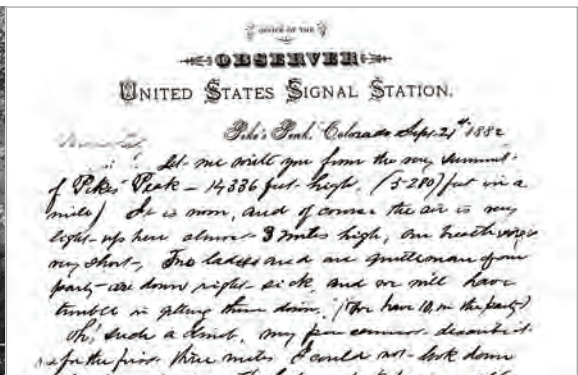 OFFICE OF THE
OBSERVER
UNITED STATES SIGNAL STATION.
Pike's Peak, Colorado Sept. 21st 1882
Let me write you from the very summit
of Pikes' Peak – 14336 feet high. (5280) feet in a
mile) It is noon, and of course the air is very
light up here almost 3 miles high, our breath is
very short, Two ladies and one gentleman of our
party are down right sick, and we will have
trouble in getting them down. (We have 10, in the party)
Oh! such a climb, my pen cannot describe it.
for the first three miles I could not look down